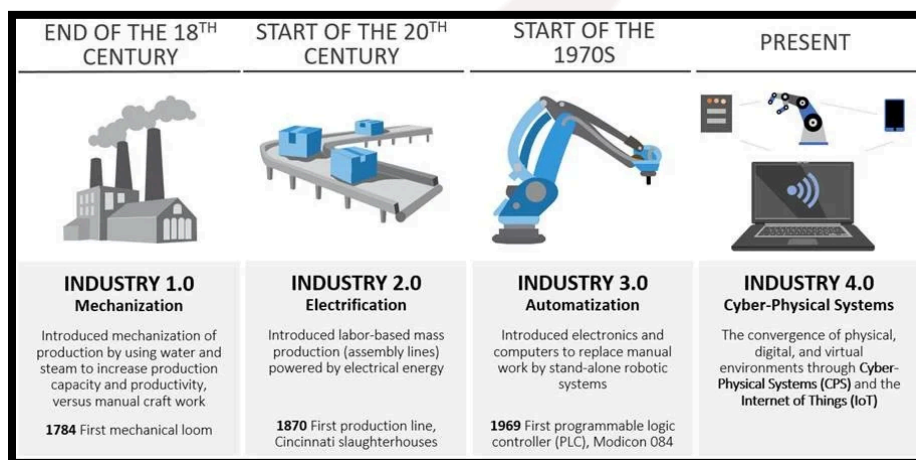 END OF THE 18TH
CENTURY
START OF THE 20TH
CENTURY
START OF THE
1970S
PRESENT
INDUSTRY 1.0
Mechanization
Introduced mechanization of
production by using water and
steam to increase production
capacity and productivity,
versus manual craft work
1784 First mechanical loom
INDUSTRY 2.0
Electrification
Introduced labor-based mass
production (assembly lines)
powered by electrical energy
1870 First production line,
Cincinnati slaughterhouses
INDUSTRY 3.0
Automatization
Introduced electronics and
computers to replace manual
work by stand-alone robotic
systems
1969 First programmable logic
controller (PLC), Modicon 084
INDUSTRY 4.0
Cyber-Physical Systems
The convergence of physical,
digital, and virtual
environments through Cyber-
Physical Systems (CPS) and the
Internet of Things (IoT)